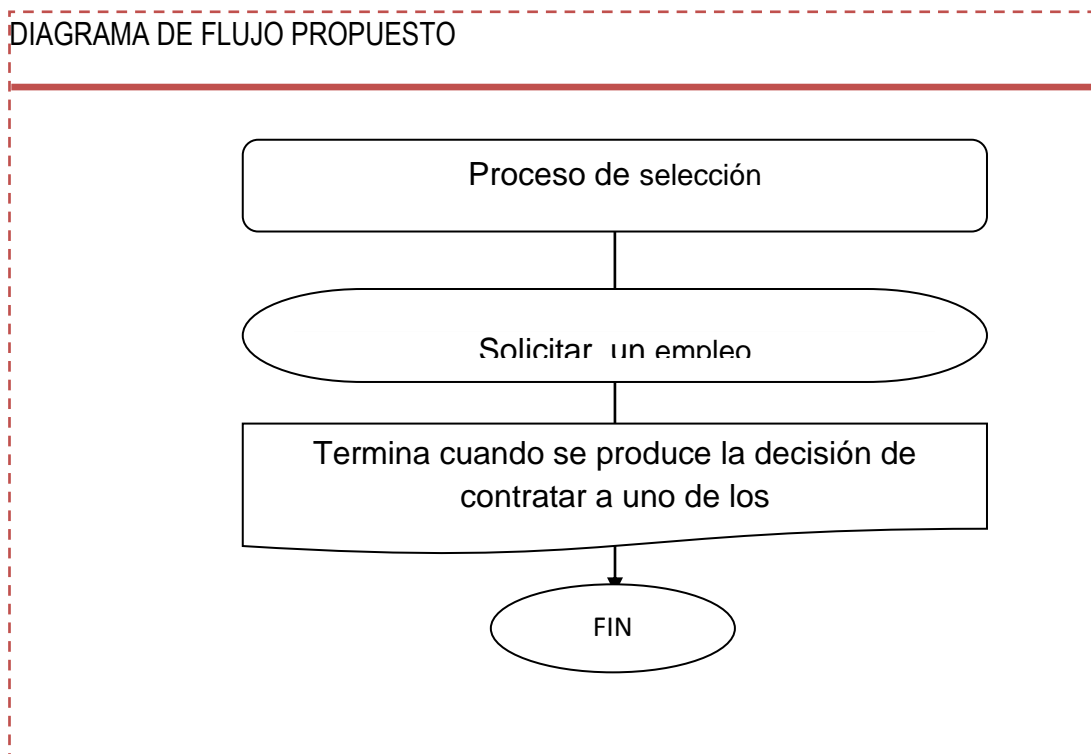 DIAGRAMA DE FLUJO PROPUESTO
Proceso de selección
Solicitar un empleo
Termina cuando se produce la decisión de
contratar a uno de los
FIN